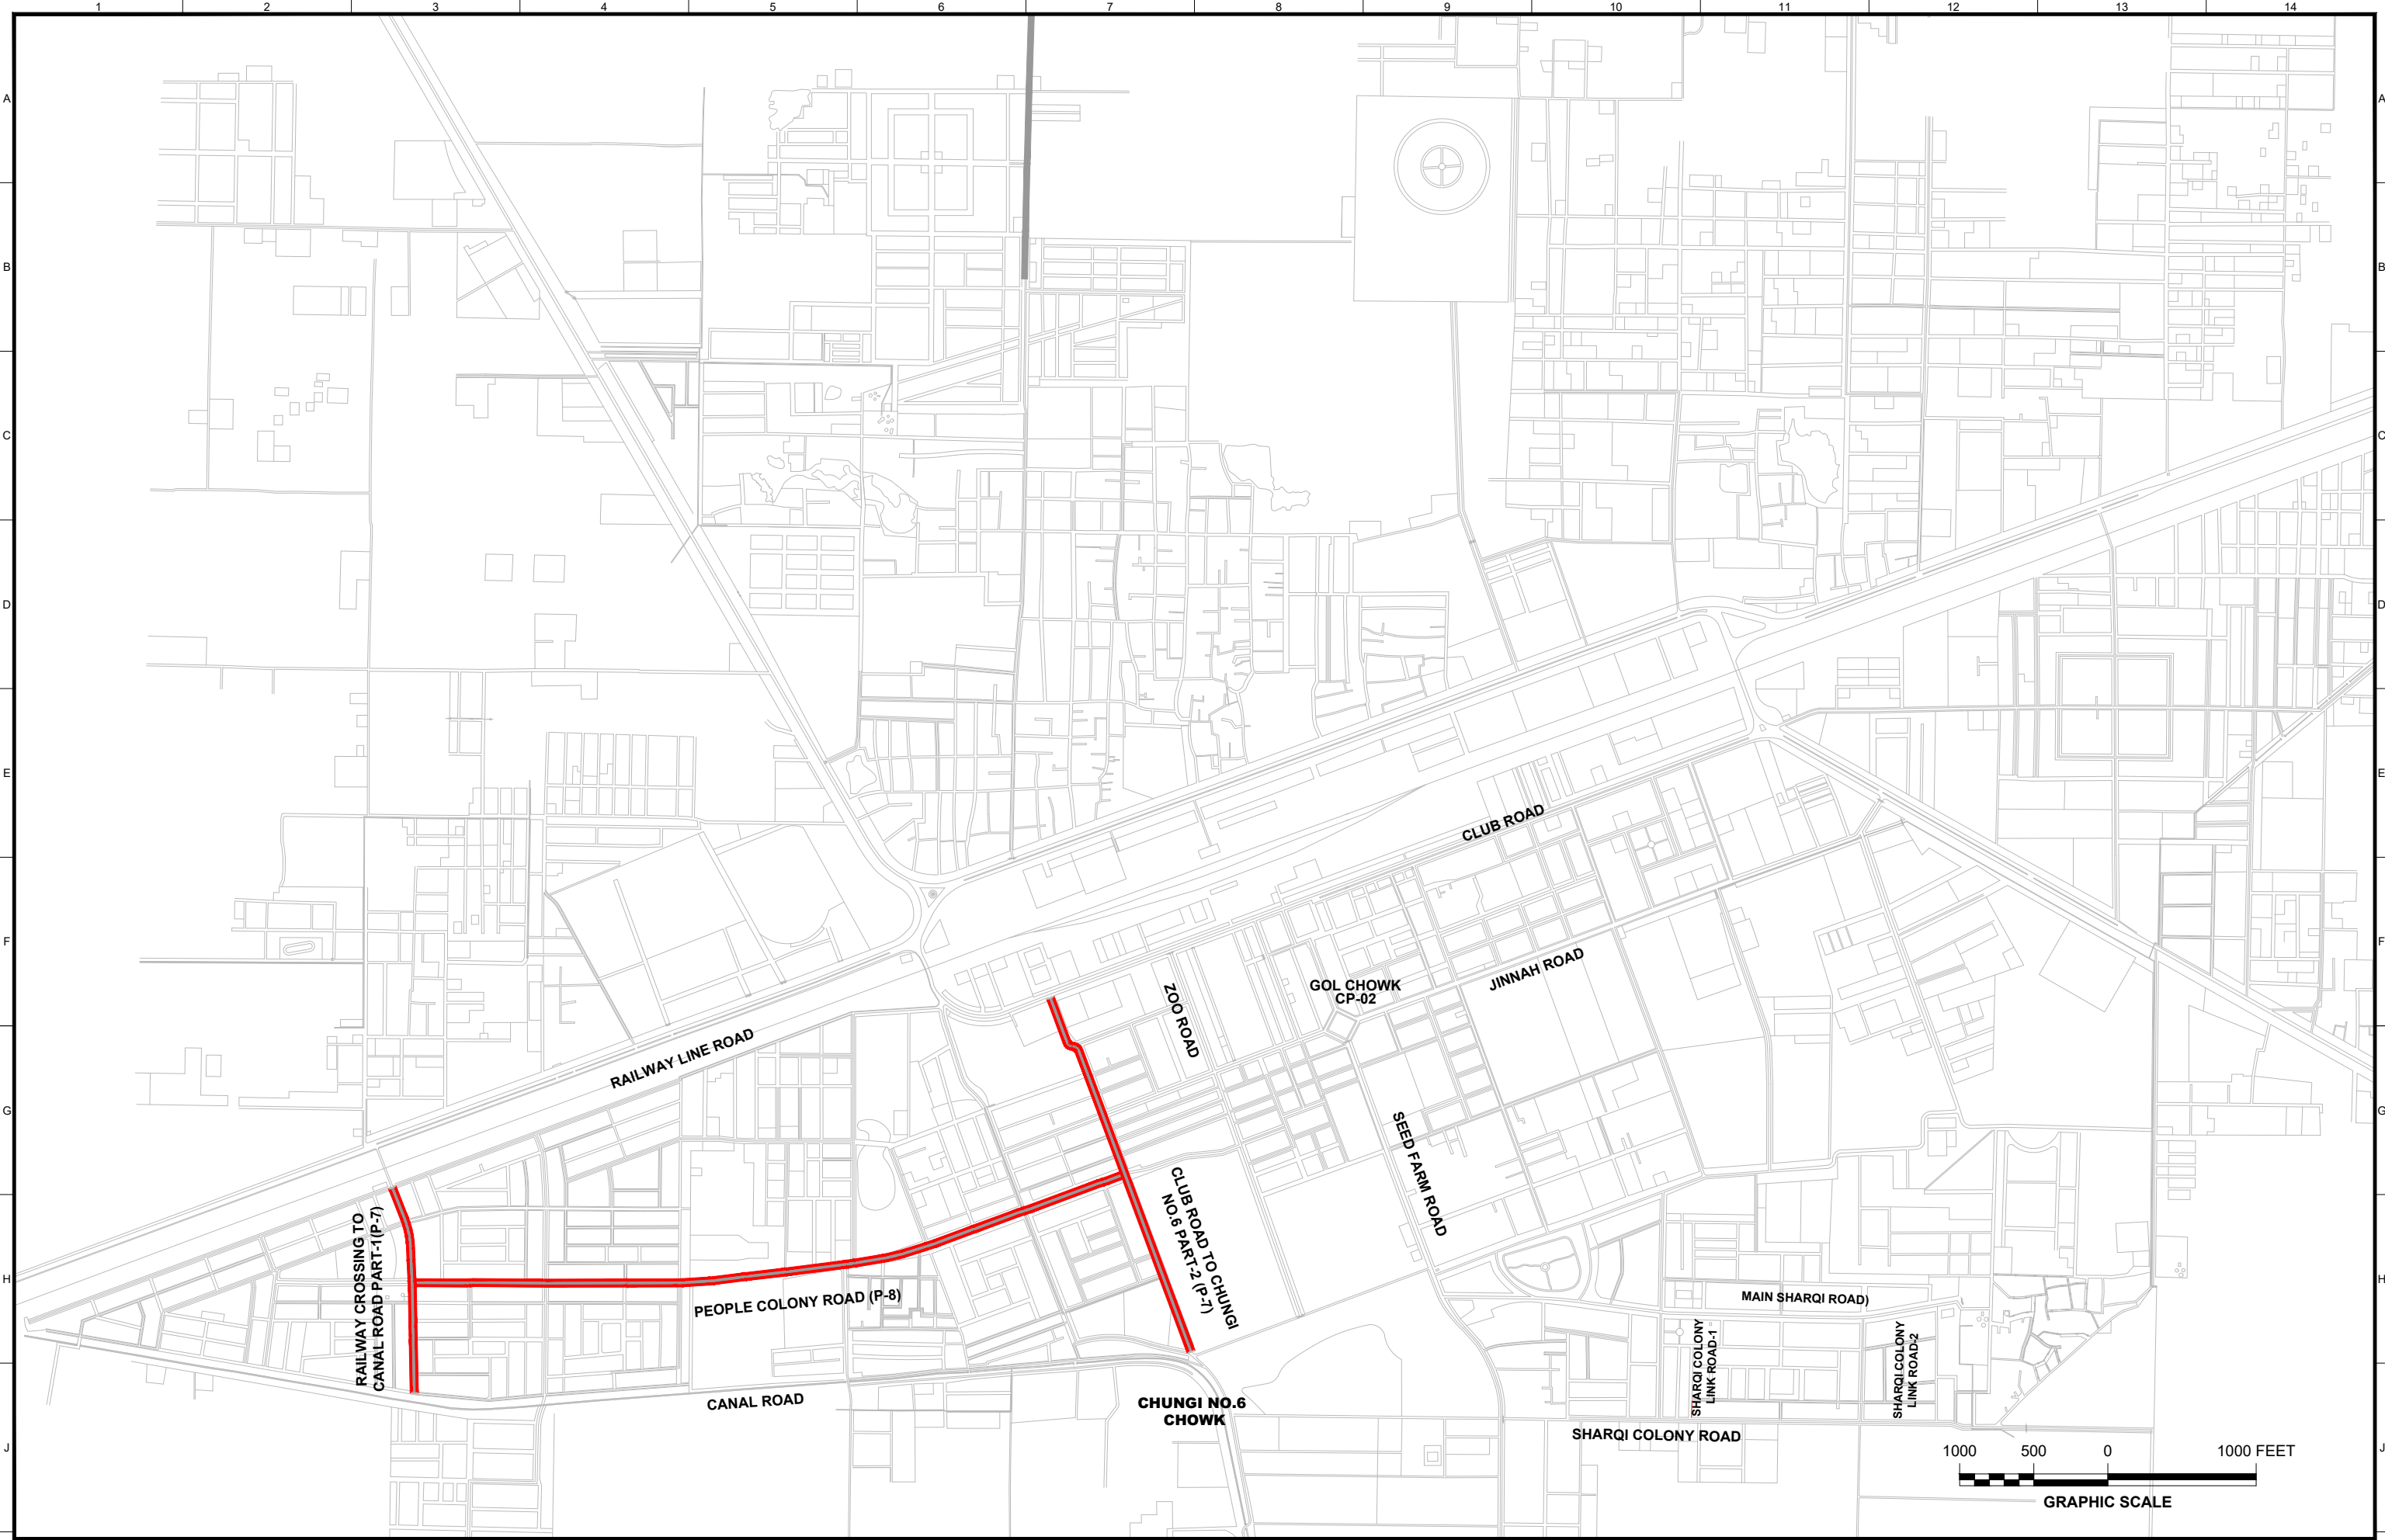 1 2 3 4 5 6 7 8 9 10 11 12 13 14
A A
B B
C C
D D
E E
CLUB ROAD
F F
JINNAH ROAD
GOL CHOWK
CP-02
ZOO ROAD
RAILWAY LINE ROAD
G G
SEED FARM ROAD
CLUB ROAD TO CHUNGI
NO.6 PART-2 (P-7)
RAILWAY CROSSING TO
CANAL ROAD PART-1(P-7)
H H
PEOPLE COLONY ROAD (P-8)
MAIN SHARQI ROAD)
SHARQI COLONY
LINK ROAD-1
SHARQI COLONY
LINK ROAD-2
CANAL ROAD
CHUNGI NO.6
CHOWK
SHARQI COLONY ROAD
J J
1000 500 0 1000 FEET
GRAPHIC SCALE